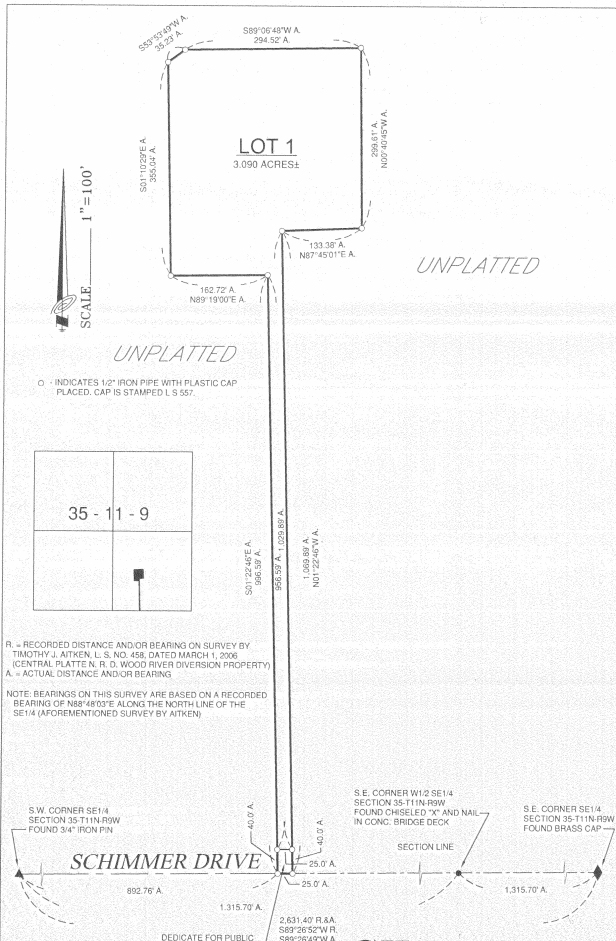 S53°53'49"W A.
35.23' A.
S89°06'48"W A.
294.52' A.
LOT 1
3.090 ACRES±
S01°10'29"E A.
355.04' A.
299.61' A.
N00°40'45"W A.
133.38' A.
N87°45'01"E A.
162.72' A.
N89°19'00"E A.
SCALE 1"=100'
UNPLATTED
UNPLATTED
O - INDICATES 1/2" IRON PIPE WITH PLASTIC CAP
PLACED. CAP IS STAMPED L S 557.
35 - 11 - 9
S01°22'46"E A.
996.59' A.
956.59' A.
1,029.89' A.
1,069.89' A.
N01°22'46"W A.
R. = RECORDED DISTANCE AND/OR BEARING ON SURVEY BY
TIMOTHY J. AITKEN, L. S. NO. 458, DATED MARCH 1, 2006
(CENTRAL PLATTE N. R. D. WOOD RIVER DIVERSION PROPERTY)
A. = ACTUAL DISTANCE AND/OR BEARING
NOTE: BEARINGS ON THIS SURVEY ARE BASED ON A RECORDED
BEARING OF N88°48'03"E ALONG THE NORTH LINE OF THE
SE1/4 (AFOREMENTIONED SURVEY BY AITKEN)
S.W. CORNER SE1/4
SECTION 35-T11N-R9W
FOUND 3/4" IRON PIN
S.E. CORNER W1/2 SE1/4
SECTION 35-T11N-R9W
FOUND CHISELED "X" AND NAIL
IN CONC. BRIDGE DECK
S.E. CORNER SE1/4
SECTION 35-T11N-R9W
FOUND BRASS CAP
SECTION LINE
40.0' A.
40.0' A.
SCHIMMER DRIVE
25.0' A.
25.0' A.
892.76' A.
1,315.70' A.
1,315.70' A.
2,631.40' R.&A.
S89°26'52"W R.
S89°26'49"W A.
DEDICATE FOR PUBLIC